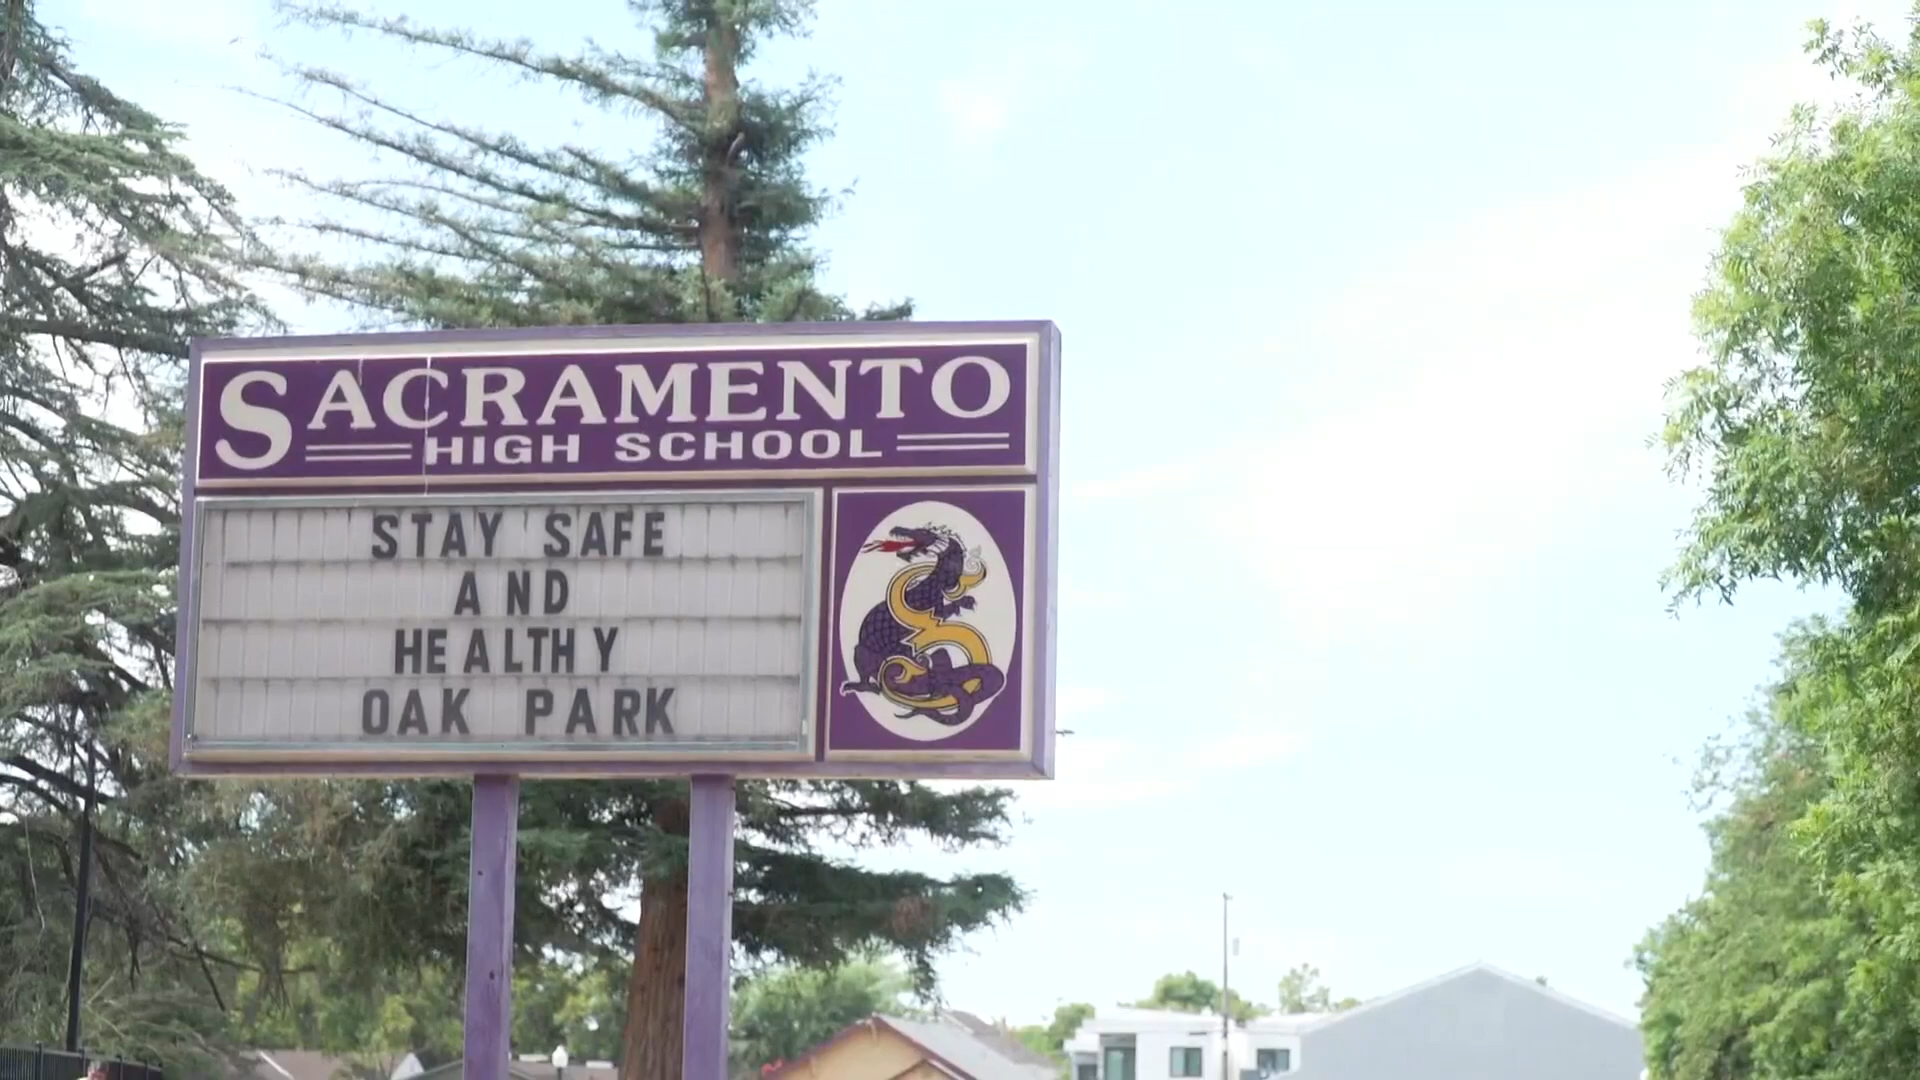 SACRAMENTO
HIGH SCHOOL
STAY SAFE
AND
HEALTHY
OAK PARK
S